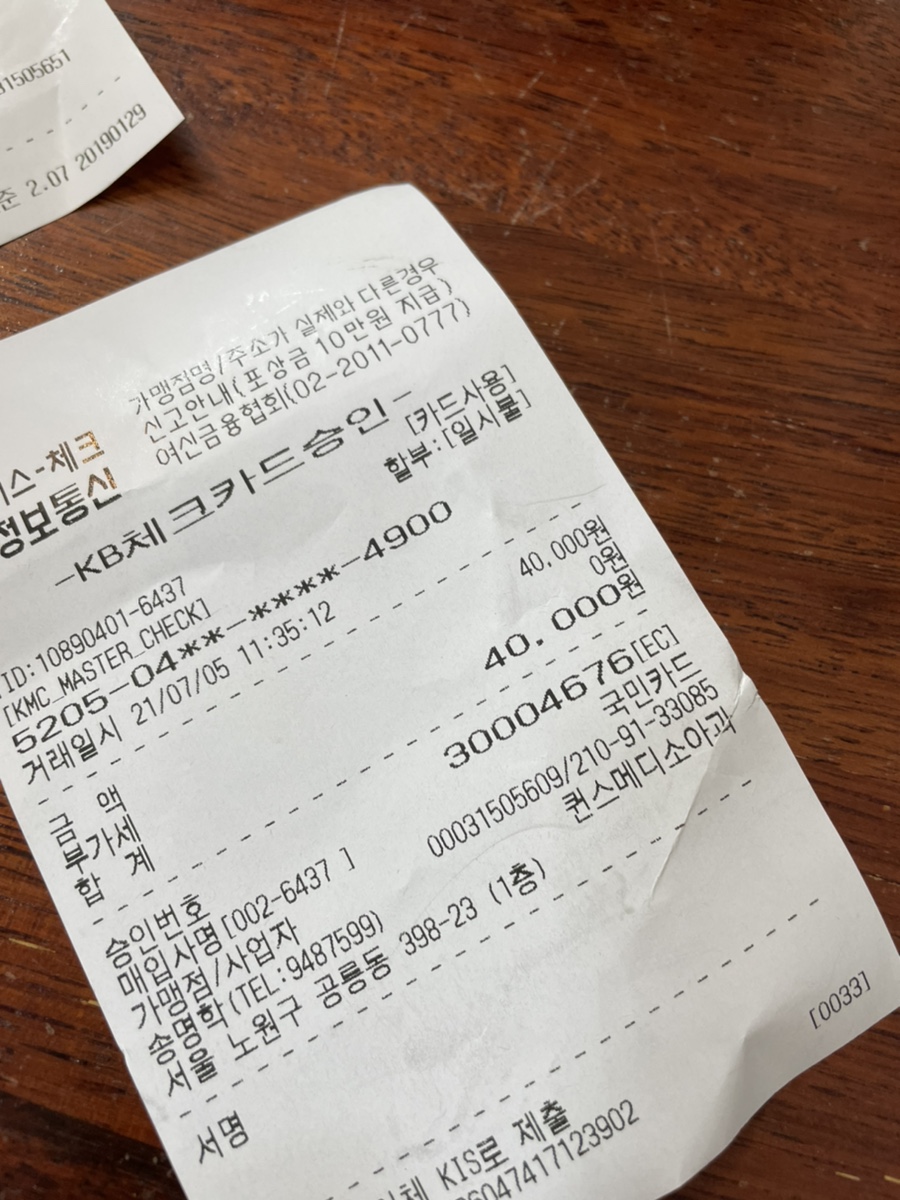 1505651
준 2.07 20190129
가맹점명/주소가 실제와 다른경우
신고안내(포상금 10만원 지급)
여신금융협회(02-2011-0777)
스-체크
정보통신
-KB체크카드승인-
[카드사용]
할부:[일시불]
ID:10890401-6437
[KMC_MASTER_CHECK]
5205-04**-****-4900
거래일시 21/07/05 11:35:12
금 액 40,000원
부가세 0원
합 계 40,000원
승인번호 30004676[EC]
매입사명[002-6437 ] 국민카드
가맹점/사업자 00031505609/210-91-33085
퀸스메디소아과
송명학(TEL:9487599)
서울 노원구 공릉동 398-23 (1층)
서명
[0033]
KIS로 제출
6047417123902